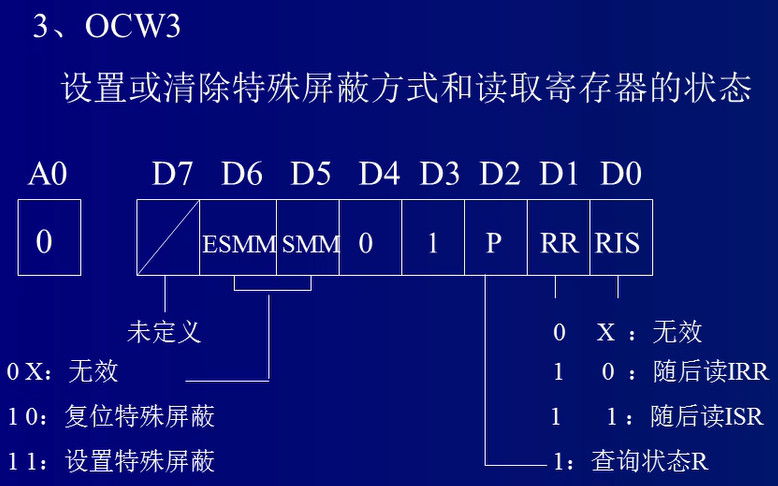 3、OCW3
设置或清除特殊屏蔽方式和读取寄存器的状态
A0 D7 D6 D5 D4 D3 D2 D1 D0
0 ESMM SMM 0 1 P RR RIS
未定义
0 X：无效
1 0：复位特殊屏蔽
1 1：设置特殊屏蔽
0 X：无效
1 0：随后读IRR
1 1：随后读ISR
1：查询状态R